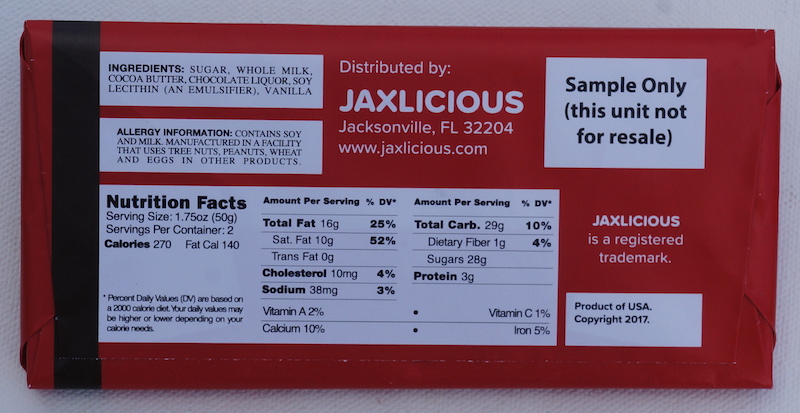 INGREDIENTS: SUGAR, WHOLE MILK,
COCOA BUTTER, CHOCOLATE LIQUOR, SOY
LECITHIN (AN EMULSIFIER), VANILLA
ALLERGY INFORMATION: CONTAINS SOY
AND MILK. MANUFACTURED IN A FACILITY
THAT USES TREE NUTS, PEANUTS, WHEAT
AND EGGS IN OTHER PRODUCTS.
Distributed by:
JAXLICIOUS
Jacksonville, FL 32204
www.jaxlicious.com
Sample Only
(this unit not
for resale)
Nutrition Facts
Serving Size: 1.75oz (50g)
Servings Per Container: 2
Calories 270 Fat Cal 140
* Percent Daily Values (DV) are based on
a 2000 calorie diet. Your daily values may
be higher or lower depending on your
calorie needs.
Amount Per Serving % DV*
Total Fat 16g 25%
Sat. Fat 10g 52%
Trans Fat 0g
Cholesterol 10mg 4%
Sodium 38mg 3%
Amount Per Serving % DV*
Total Carb. 29g 10%
Dietary Fiber 1g 4%
Sugars 28g
Protein 3g
Vitamin A 2% • Vitamin C 1%
Calcium 10% • Iron 5%
JAXLICIOUS
is a registered
trademark.
Product of USA.
Copyright 2017.